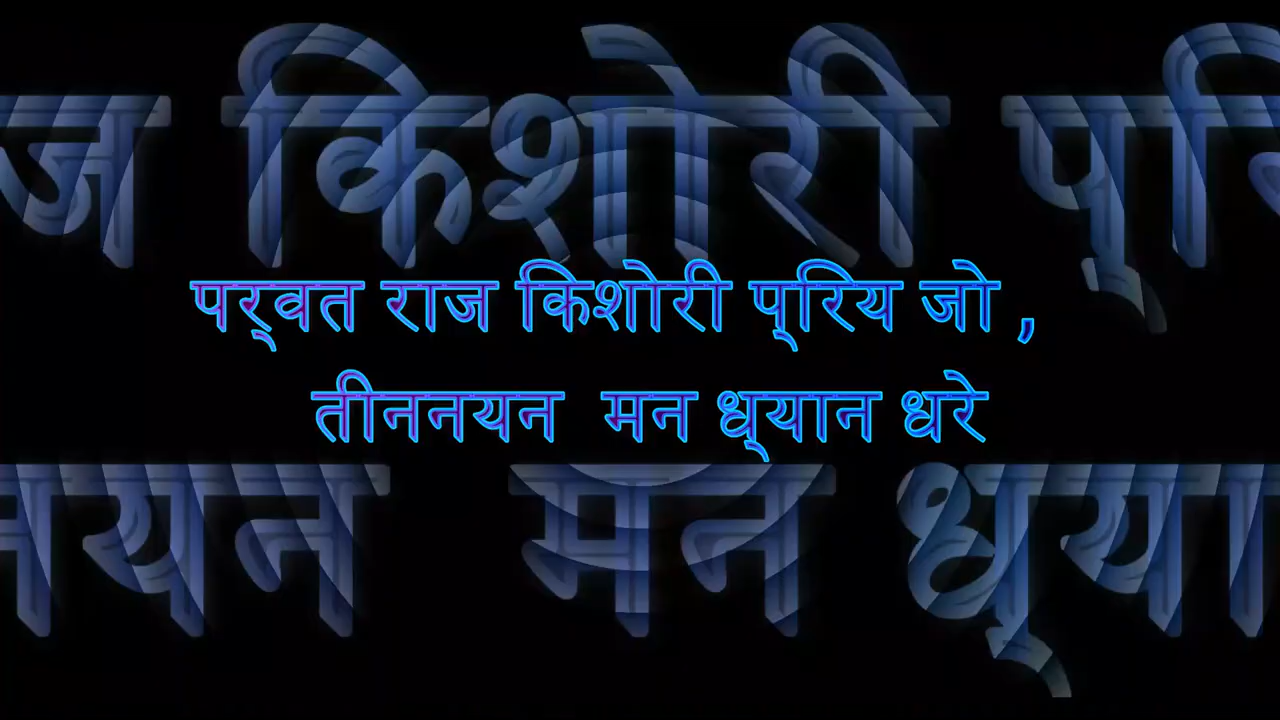 ज किशोरी प्रि
पर्वत राज किशोरी प्रिय जो ,
तीननयन मन ध्यान धरे
नयन मन ध्या